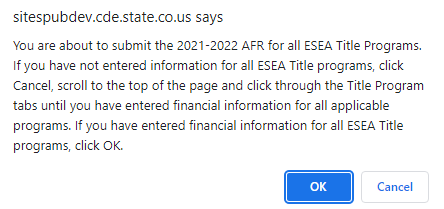 sitespubdev.cde.state.co.us says
You are about to submit the 2021-2022 AFR for all ESEA Title Programs.
If you have not entered information for all ESEA Title programs, click
Cancel, scroll to the top of the page and click through the Title Program
tabs until you have entered financial information for all applicable
programs. If you have entered financial information for all ESEA Title
programs, click OK.
OK Cancel